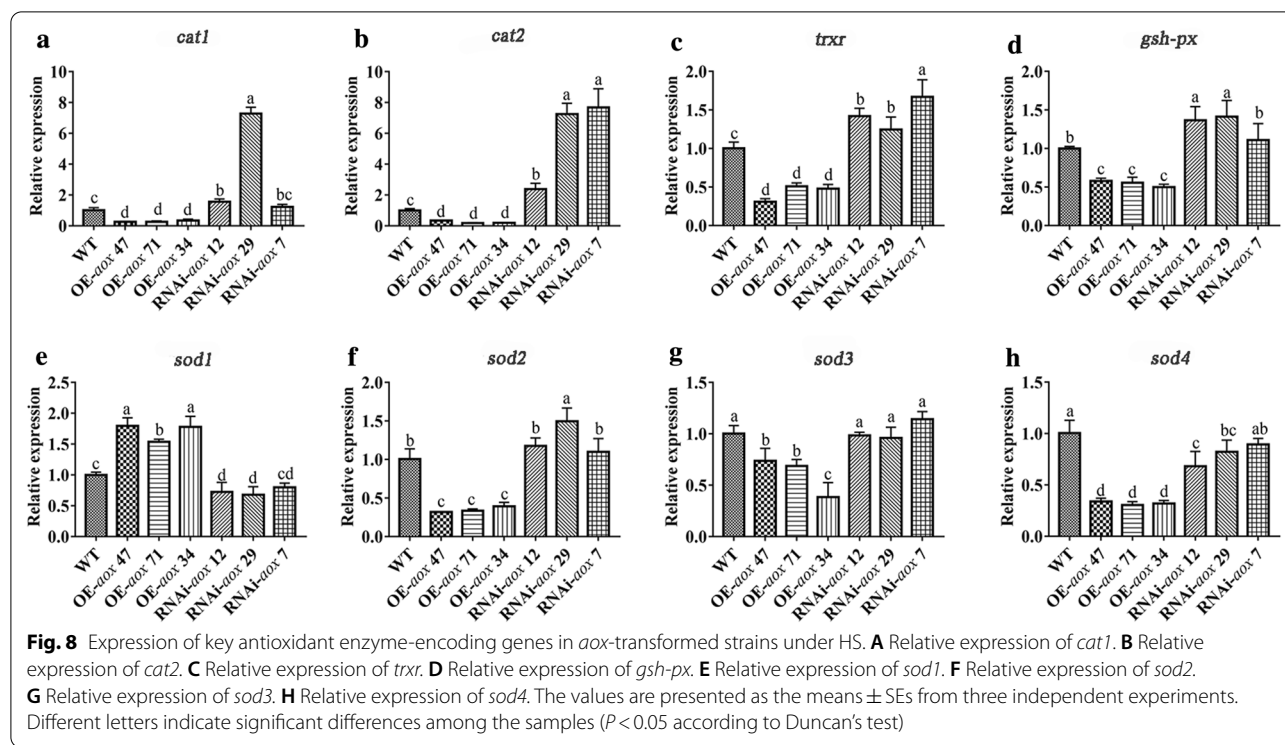 a
cat1
Relative expression
10
8
6
4
2
0
c
d
d
d
b
a
bc
WT
OE-aox 47
OE-aox 71
OE-aox 34
RNAi-aox 12
RNAi-aox 29
RNAi-aox 7
b
cat2
Relative expression
10
8
6
4
2
0
c
d
d
d
b
a
a
WT
OE-aox 47
OE-aox 71
OE-aox 34
RNAi-aox 12
RNAi-aox 29
RNAi-aox 7
c
trxr
Relative expression
2.0
1.5
1.0
0.5
0.0
c
d
d
d
b
b
a
WT
OE-aox 47
OE-aox 71
OE-aox 34
RNAi-aox 12
RNAi-aox 29
RNAi-aox 7
d
gsh-px
Relative expression
2.0
1.5
1.0
0.5
0.0
b
c
c
c
a
a
b
WT
OE-aox 47
OE-aox 71
OE-aox 34
RNAi-aox 12
RNAi-aox 29
RNAi-aox 7
e
sod1
Relative expression
2.5
2.0
1.5
1.0
0.5
0.0
c
a
b
a
d
d
cd
WT
OE-aox 47
OE-aox 71
OE-aox 34
RNAi-aox 12
RNAi-aox 29
RNAi-aox 7
f
sod2
Relative expression
2.0
1.5
1.0
0.5
0.0
b
c
c
c
b
a
b
WT
OE-aox 47
OE-aox 71
OE-aox 34
RNAi-aox 12
RNAi-aox 29
RNAi-aox 7
g
sod3
Relative expression
1.5
1.0
0.5
0.0
a
b
b
c
a
a
a
WT
OE-aox 47
OE-aox 71
OE-aox 34
RNAi-aox 12
RNAi-aox 29
RNAi-aox 7
h
sod4
Relative expression
1.5
1.0
0.5
0.0
a
d
d
d
c
bc
ab
WT
OE-aox 47
OE-aox 71
OE-aox 34
RNAi-aox 12
RNAi-aox 29
RNAi-aox 7
Fig. 8 Expression of key antioxidant enzyme-encoding genes in aox-transformed strains under HS. A Relative expression of cat1. B Relative
expression of cat2. C Relative expression of trxr. D Relative expression of gsh-px. E Relative expression of sod1. F Relative expression of sod2.
G Relative expression of sod3. H Relative expression of sod4. The values are presented as the means ± SEs from three independent experiments.
Different letters indicate significant differences among the samples (P < 0.05 according to Duncan's test)